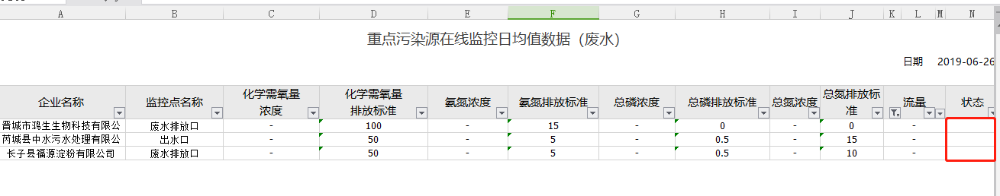 A B C D E F G H I J K L M N
重点污染源在线监控日均值数据（废水）
日期 2019-06-26
企业名称 监控点名称 化学需氧量浓度 化学需氧量排放标准 氨氮浓度 氨氮排放标准 总磷浓度 总磷排放标准 总氮浓度 总氮排放标准 流量 状态
晋城市鸿生生物科技有限公 废水排放口 - 100 - 15 - 0 - 0 -
芮城县中水污水处理有限公 出水口 - 50 - 5 - 0.5 - 15 -
长子县福源淀粉有限公司 废水排放口 - 50 - 5 - 0.5 - 10 -